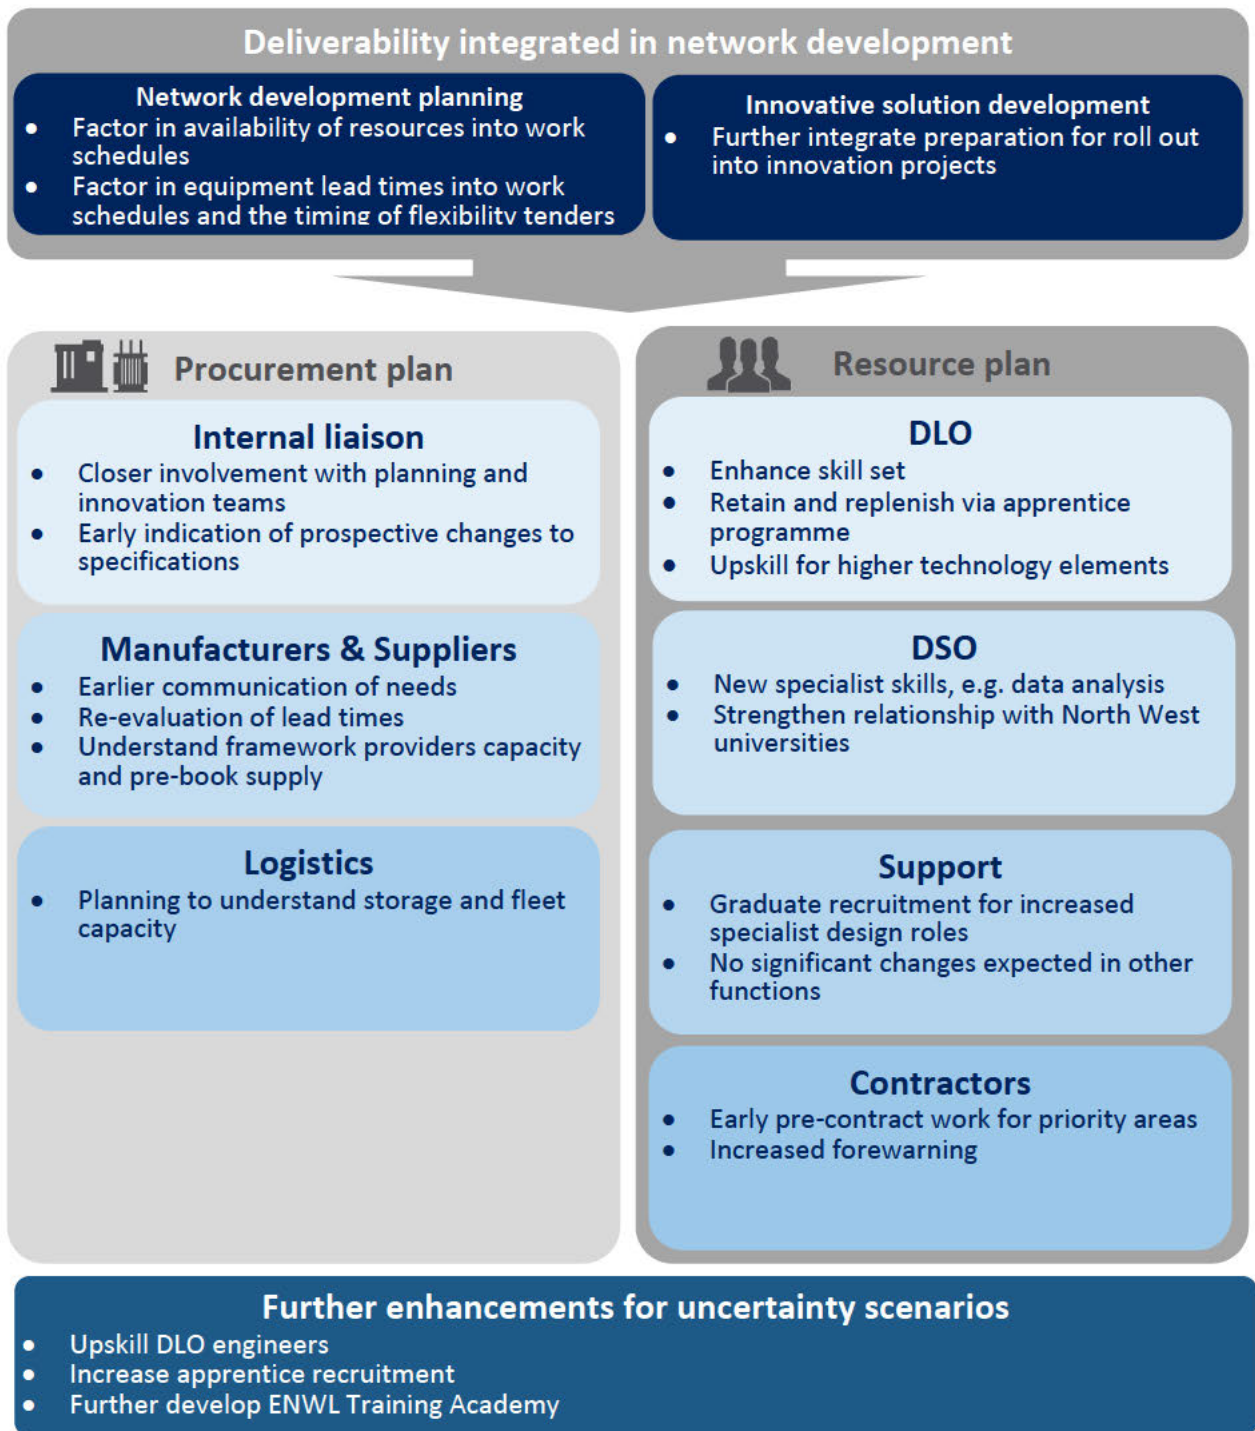 Deliverability integrated in network development
Network development planning
• Factor in availability of resources into work
schedules
• Factor in equipment lead times into work
schedules and the timing of flexibility tenders
Innovative solution development
• Further integrate preparation for roll out
into innovation projects
Procurement plan
Internal liaison
• Closer involvement with planning and
innovation teams
• Early indication of prospective changes to
specifications
Manufacturers & Suppliers
• Earlier communication of needs
• Re-evaluation of lead times
• Understand framework providers capacity
and pre-book supply
Logistics
• Planning to understand storage and fleet
capacity
Resource plan
DLO
• Enhance skill set
• Retain and replenish via apprentice
programme
• Upskill for higher technology elements
DSO
• New specialist skills, e.g. data analysis
• Strengthen relationship with North West
universities
Support
• Graduate recruitment for increased
specialist design roles
• No significant changes expected in other
functions
Contractors
• Early pre-contract work for priority areas
• Increased forewarning
Further enhancements for uncertainty scenarios
• Upskill DLO engineers
• Increase apprentice recruitment
• Further develop ENWL Training Academy